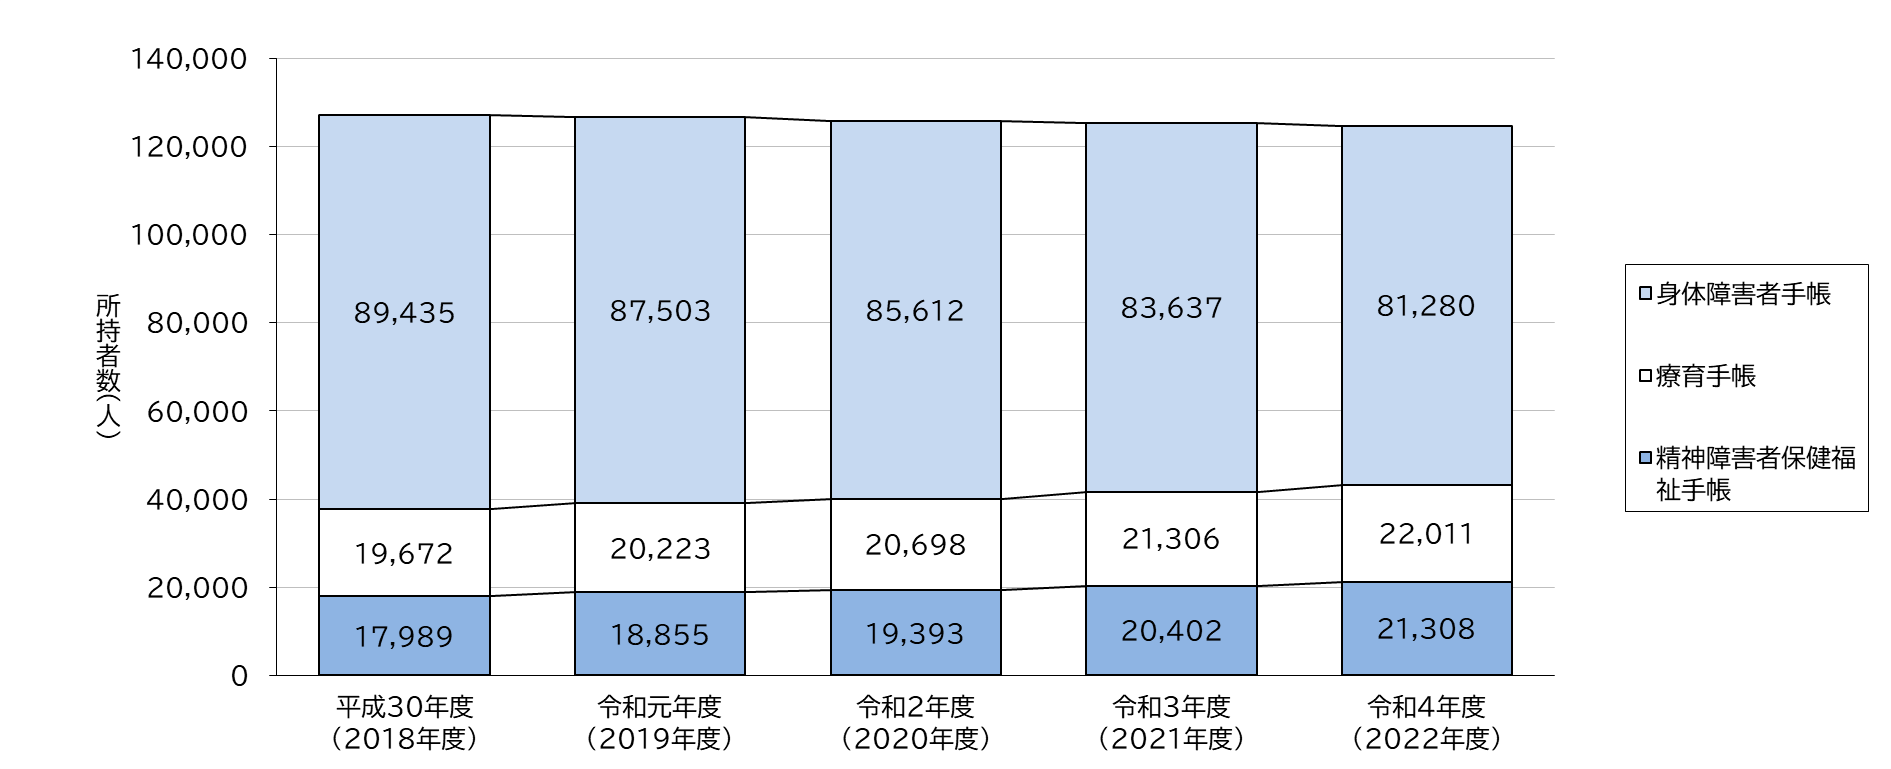 140,000
120,000
100,000
80,000
60,000
40,000
20,000
0
所持者数(人)
89,435
87,503
85,612
83,637
81,280
19,672
20,223
20,698
21,306
22,011
17,989
18,855
19,393
20,402
21,308
平成30年度
(2018年度)
令和元年度
(2019年度)
令和2年度
(2020年度)
令和3年度
(2021年度)
令和4年度
(2022年度)
身体障害者手帳
療育手帳
精神障害者保健福
祉手帳